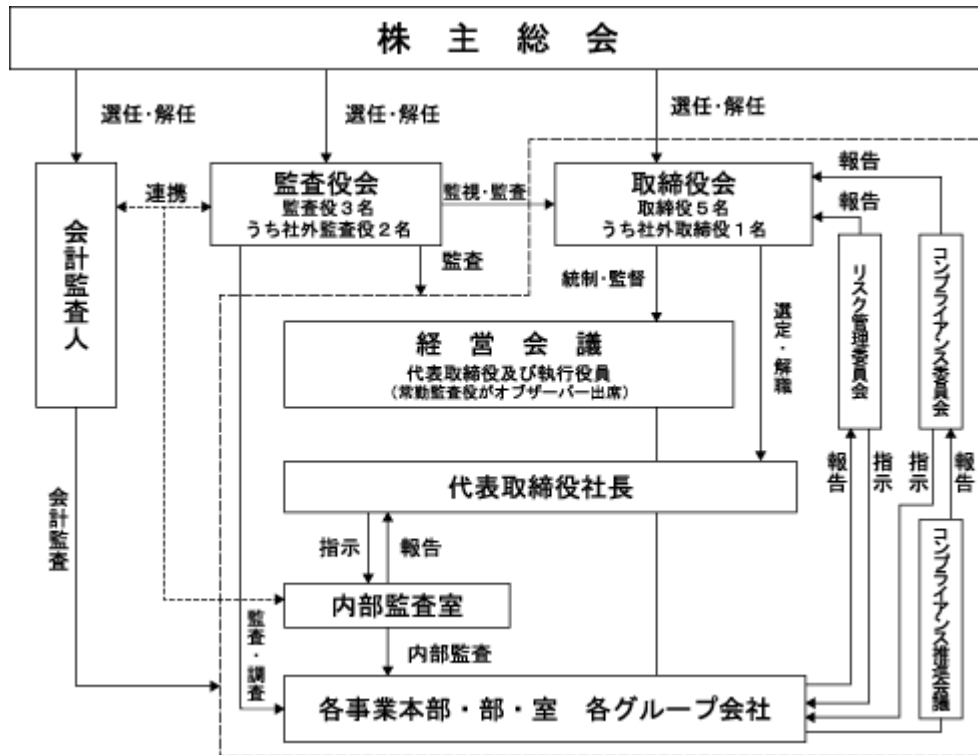 株主総会
選任・解任
選任・解任
選任・解任
監査役会
監査役3名
うち社外監査役2名
取締役会
取締役5名
うち社外取締役1名
連携
監視・監査
報告
報告
会計監査人
監査
統制・監督
選定・解職
リスク管理委員会
コンプライアンス委員会
経営会議
代表取締役及び執行役員
(常勤監査役がオブザーバー出席)
報告
指示
指示
報告
代表取締役社長
会計監査
指示
報告
コンプライアンス推進会議
内部監査室
監査・調査
内部監査
各事業本部・部・室 各グループ会社